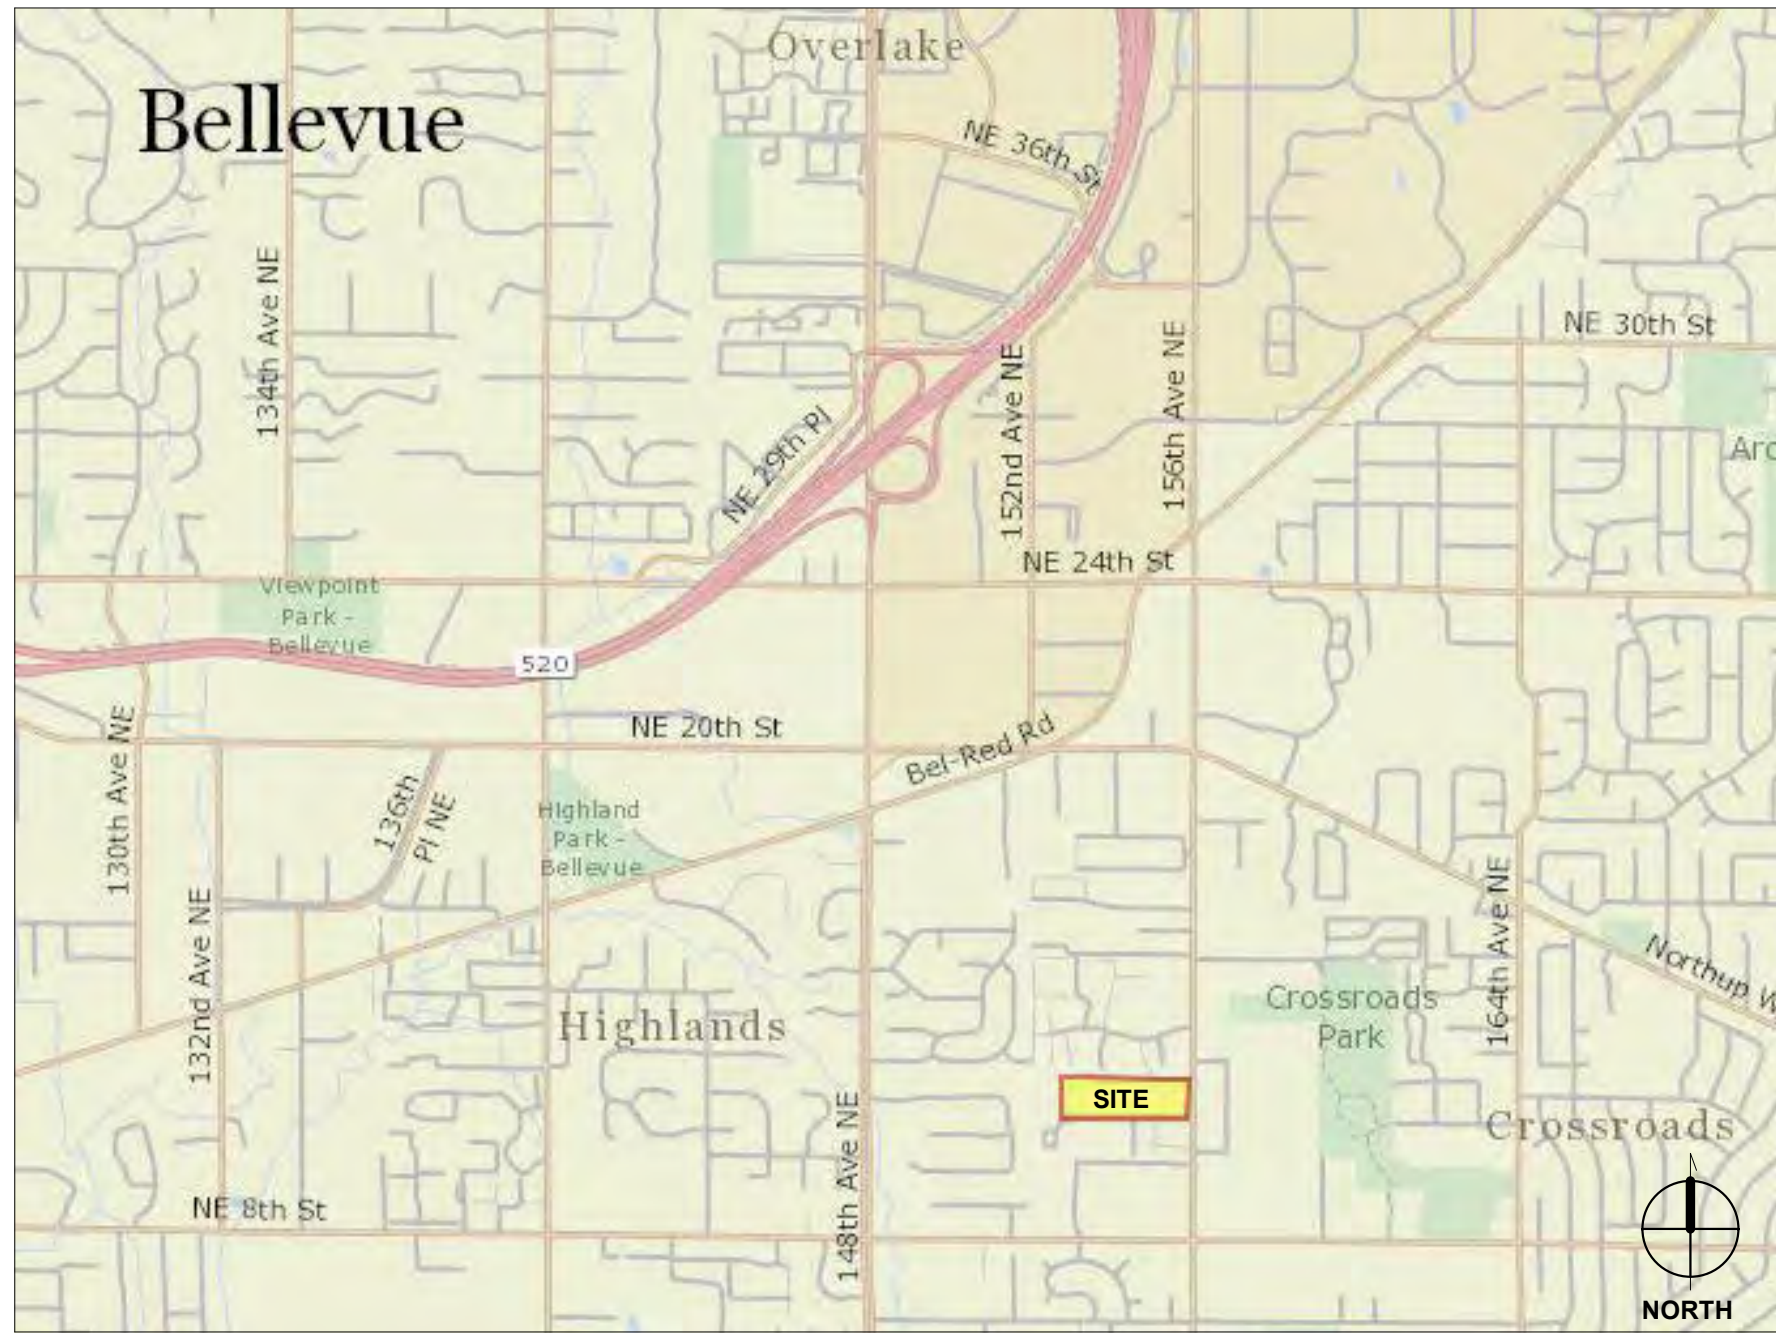 Overlake
Bellevue
NE 36th St
134th Ave NE
NE 30th St
152nd Ave NE
156th Ave NE
NE 29th Pl
Arc
NE 24th St
Viewpoint
Park -
Bellevue
520
NE 20th St
Bel-Red Rd
130th Ave NE
136th
Pl NE
Highland
Park -
Bellevue
132nd Ave NE
164th Ave NE
Northup W
Crossroads
Park
Highlands
SITE
148th Ave NE
Crossroads
NE 8th St
N
NORTH